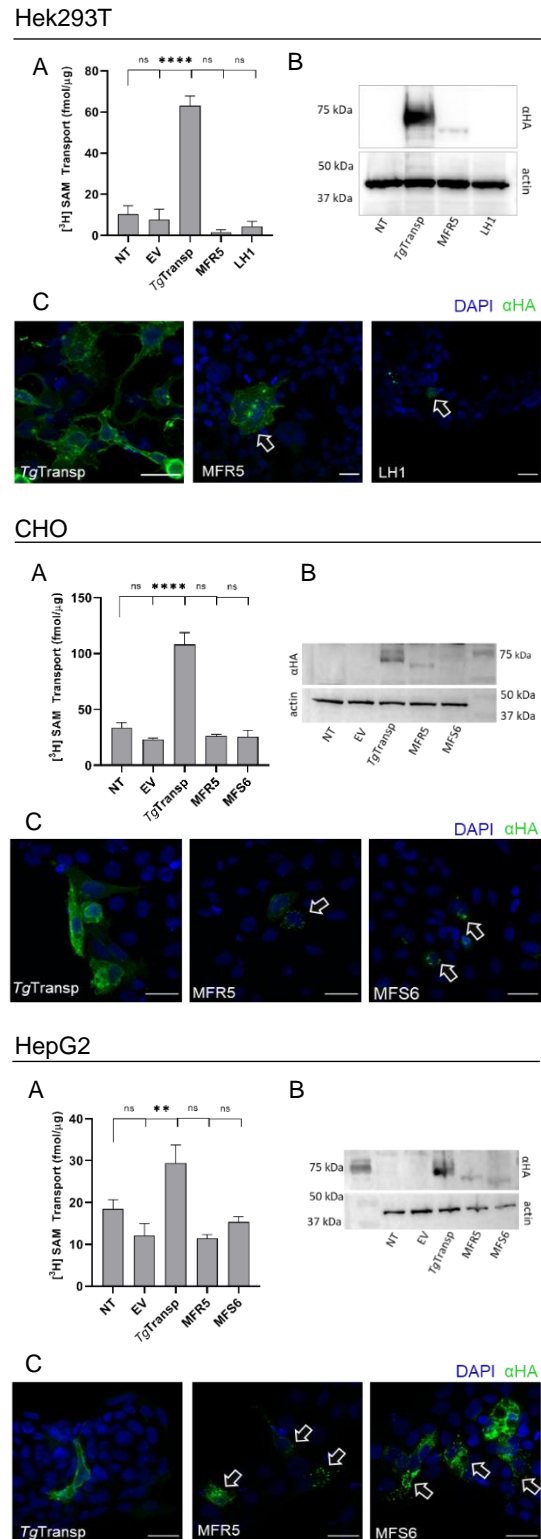 Hek293T
A
ns **** ns ns
[³H] SAM Transport (fmol/μg)
80
60
40
20
0
NT EV TgTransp MFR5 LH1
B
75 kDa
αHA
50 kDa
37 kDa
actin
NT TgTransp MFR5 LH1
C
DAPI αHA
TgTransp
MFR5
LH1
CHO
A
ns **** ns ns
[³H] SAM Transport (fmol/μg)
150
100
50
0
NT EV TgTransp MFR5 MFS6
B
αHA
75 kDa
actin
50 kDa
37 kDa
NT EV TgTransp MFR5 MFS6
C
DAPI αHA
TgTransp
MFR5
MFS6
HepG2
A
ns ** ns ns
[³H] SAM Transport (fmol/μg)
40
30
20
10
0
NT EV TgTransp MFR5 MFS6
B
75 kDa
αHA
50 kDa
37 kDa
actin
NT EV TgTransp MFR5 MFS6
C
DAPI αHA
TgTransp
MFR5
MFS6